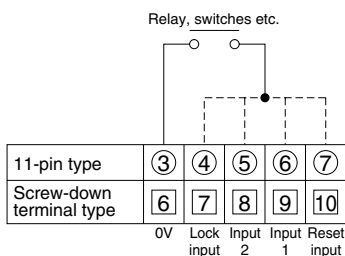 Relay, switches etc.
11-pin type ③ ④ ⑤ ⑥ ⑦
Screw-down
terminal type 6 7 8 9 10
0V Lock input Input 2 Input 1 Reset input